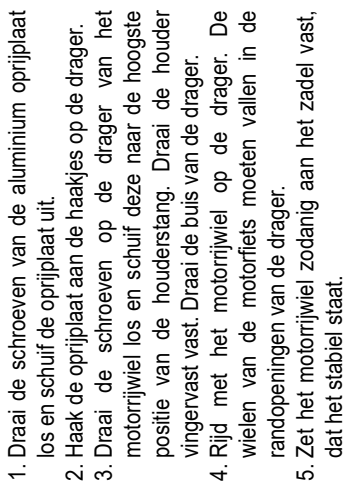 1. Draai de schroeven van de aluminium oprijplaat
los en schuif de oprijplaat uit.
2. Haak de oprijplaat aan de haakjes op de drager.
3. Draai de schroeven op de drager van het
motorrijwiel los en schuif deze naar de hoogste
positie van de houderstang. Draai de houder
vingervast vast. Draai de buis van de drager.
4. Rijd met het motorrijwiel op de drager. De
wielen van de motorfiets moeten vallen in de
randopeningen van de drager.
5. Zet het motorrijwiel zodanig aan het zadel vast,
dat het stabiel staat.